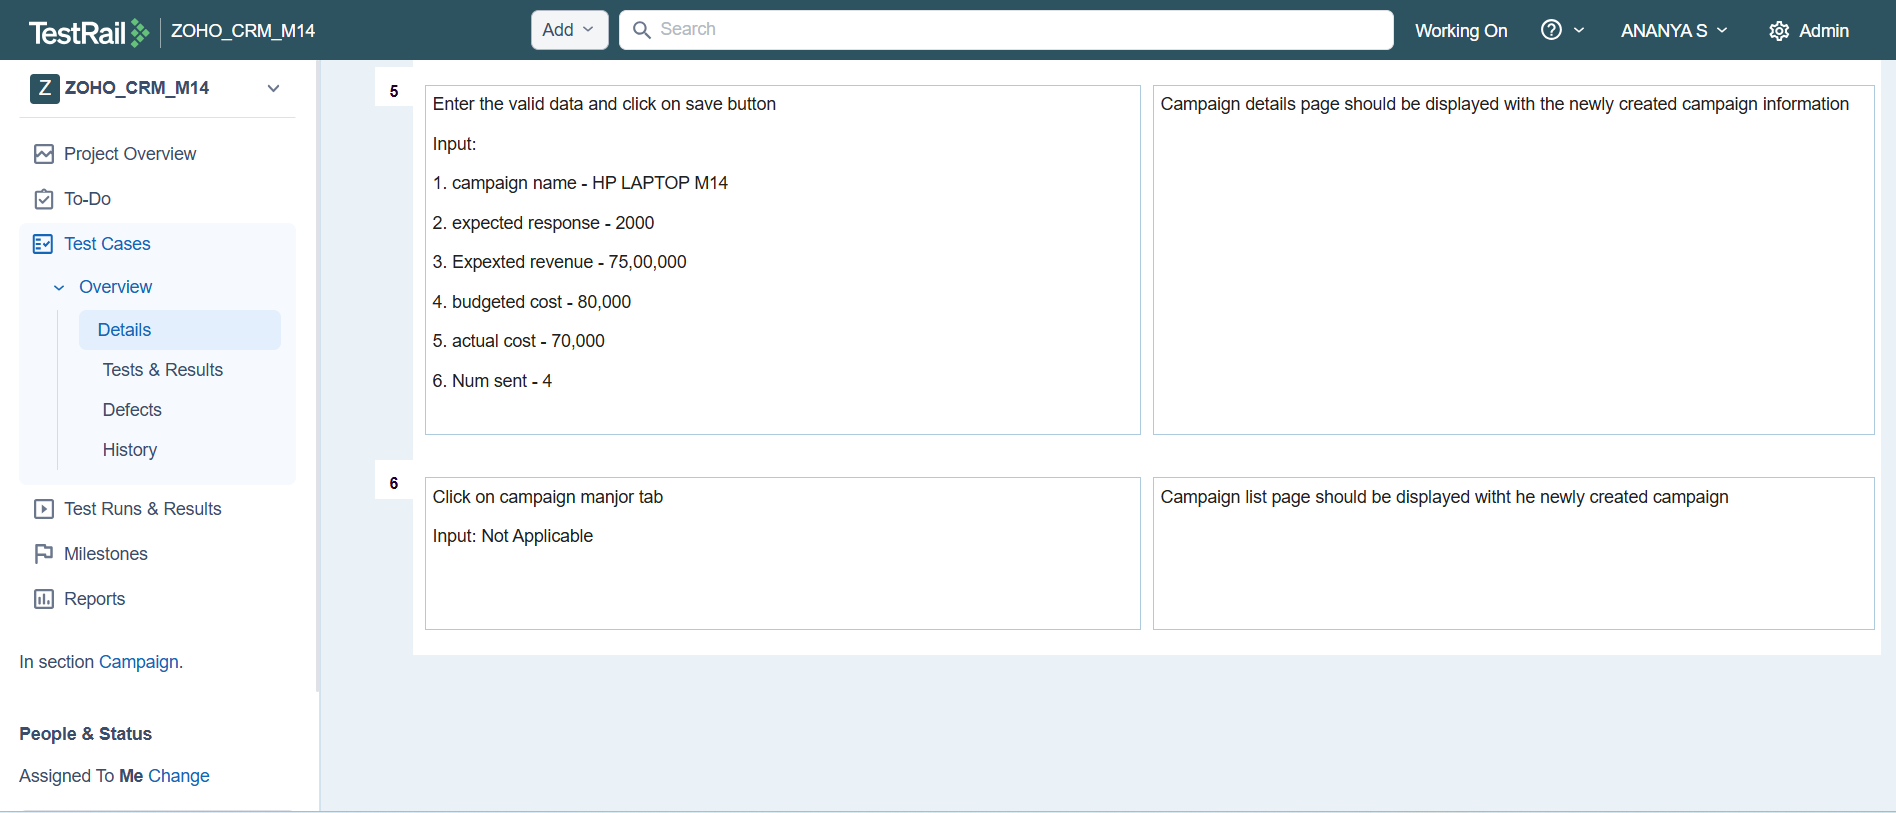 TestRail ZOHO_CRM_M14 Add Search Working On ANANYA S Admin
Z ZOHO_CRM_M14
Project Overview
To-Do
Test Cases
Overview
Details
Tests & Results
Defects
History
Test Runs & Results
Milestones
Reports
In section Campaign.
People & Status
Assigned To Me Change
5
Enter the valid data and click on save button
Input:
1. campaign name - HP LAPTOP M14
2. expected response - 2000
3. Expexted revenue - 75,00,000
4. budgeted cost - 80,000
5. actual cost - 70,000
6. Num sent - 4
Campaign details page should be displayed with the newly created campaign information
6
Click on campaign manjor tab
Input: Not Applicable
Campaign list page should be displayed witht he newly created campaign